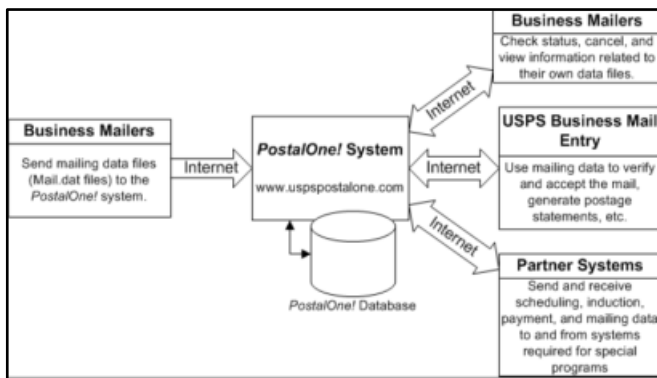 Business Mailers
Send mailing data files
(Mail.dat files) to the
PostalOne! system.
Internet
PostalOne! System
www.uspspostalone.com
PostalOne! Database
Internet
Business Mailers
Check status, cancel, and
view information related to
their own data files.
Internet
USPS Business Mail
Entry
Use mailing data to verify
and accept the mail,
generate postage
statements, etc.
Internet
Partner Systems
Send and receive
scheduling, induction,
payment, and mailing data
to and from systems
required for special
programs